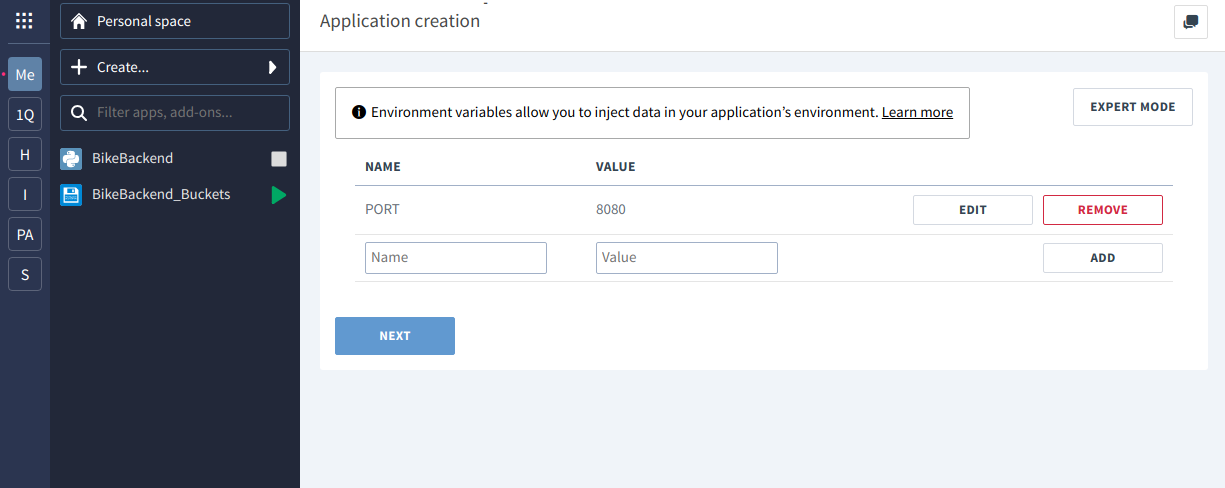 Personal space
Application creation
Create...
Me
Filter apps, add-ons...
1Q
H
I
PA
S
BikeBackend
BikeBackend_Buckets
Environment variables allow you to inject data in your application's environment. Learn more
EXPERT MODE
NAME VALUE
PORT 8080 EDIT REMOVE
Name Value ADD
NEXT